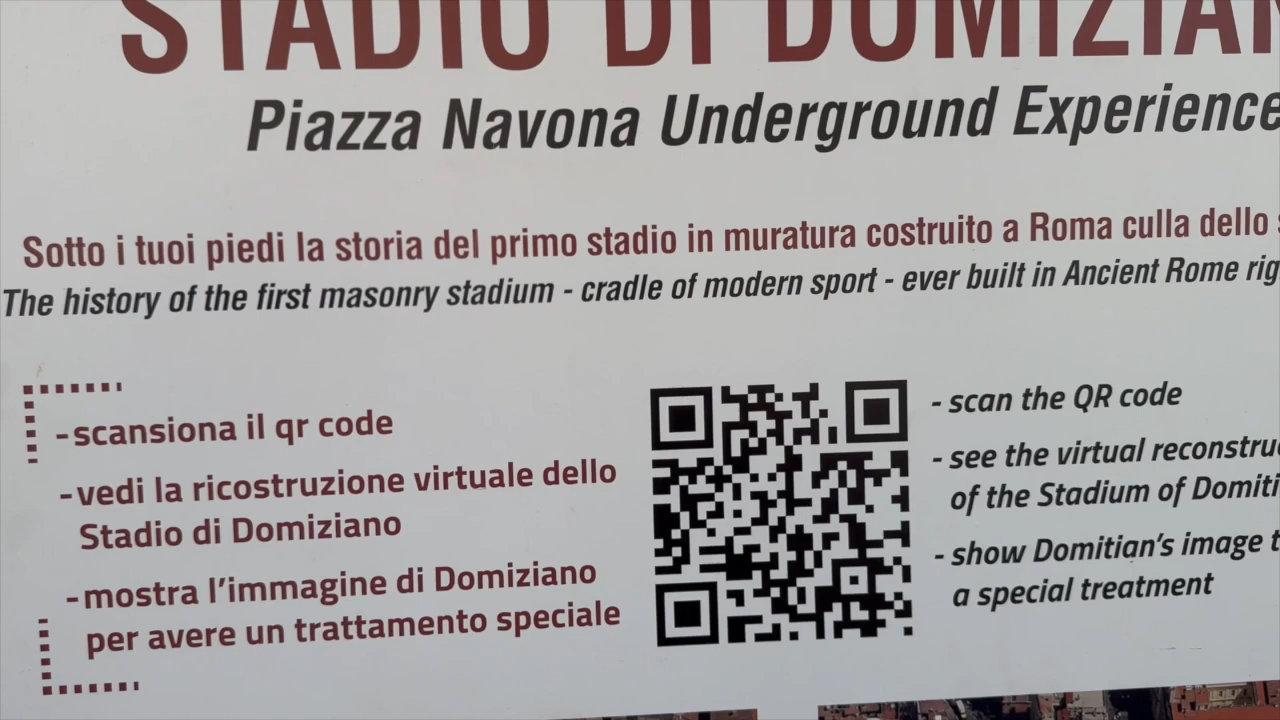 STADIO DI DOMIZIAN
Piazza Navona Underground Experience
Sotto i tuoi piedi la storia del primo stadio in muratura costruito a Roma culla dello
The history of the first masonry stadium - cradle of modern sport - ever built in Ancient Rome rig
- scansiona il qr code
- vedi la ricostruzione virtuale dello
Stadio di Domiziano
- mostra l'immagine di Domiziano
per avere un trattamento speciale
- scan the QR code
- see the virtual reconstru
of the Stadium of Domiti
- show Domitian's image t
a special treatment